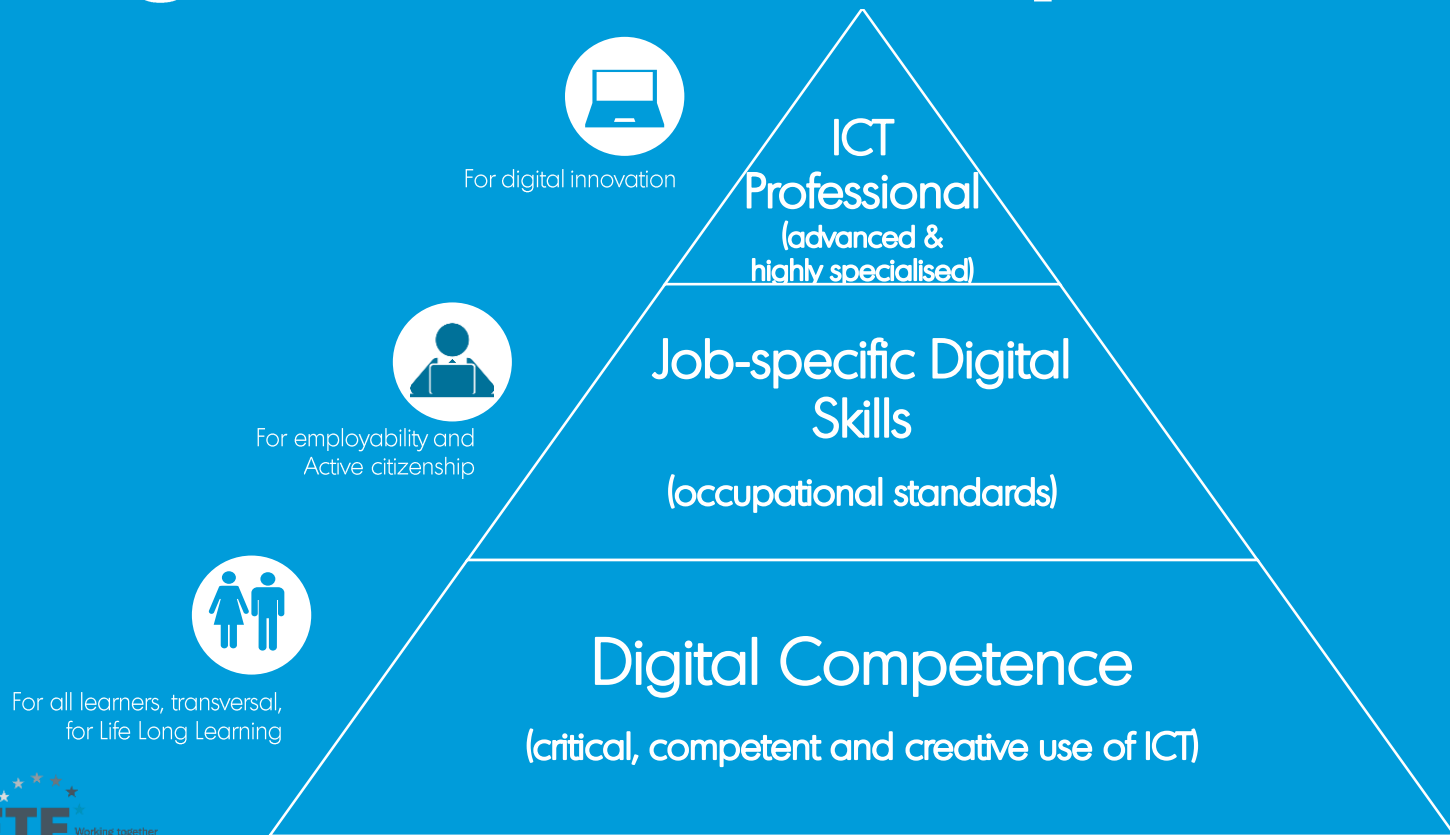 For digital innovation
ICT
Professional
(advanced &
highly specialised)
For employability and
Active citizenship
Job-specific Digital
Skills
(occupational standards)
For all learners, transversal,
for Life Long Learning
Digital Competence
(critical, competent and creative use of ICT)
Working together